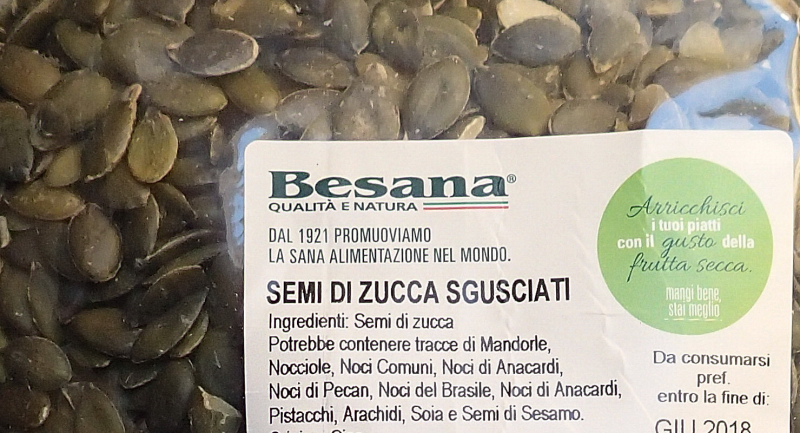 Besana®
QUALITÀ E NATURA
DAL 1921 PROMUOVIAMO
LA SANA ALIMENTAZIONE NEL MONDO.
SEMI DI ZUCCA SGUSCIATI
Ingredienti: Semi di zucca
Potrebbe contenere tracce di Mandorle,
Nocciole, Noci Comuni, Noci di Anacardi,
Noci di Pecan, Noci del Brasile, Noci di Anacardi,
Pistacchi, Arachidi, Soia e Semi di Sesamo.
Arricchisci
i tuoi piatti
con il gusto della
frutta secca.
mangi bene,
stai meglio
Da consumarsi
pref.
entro la fine di:
GIU 2018